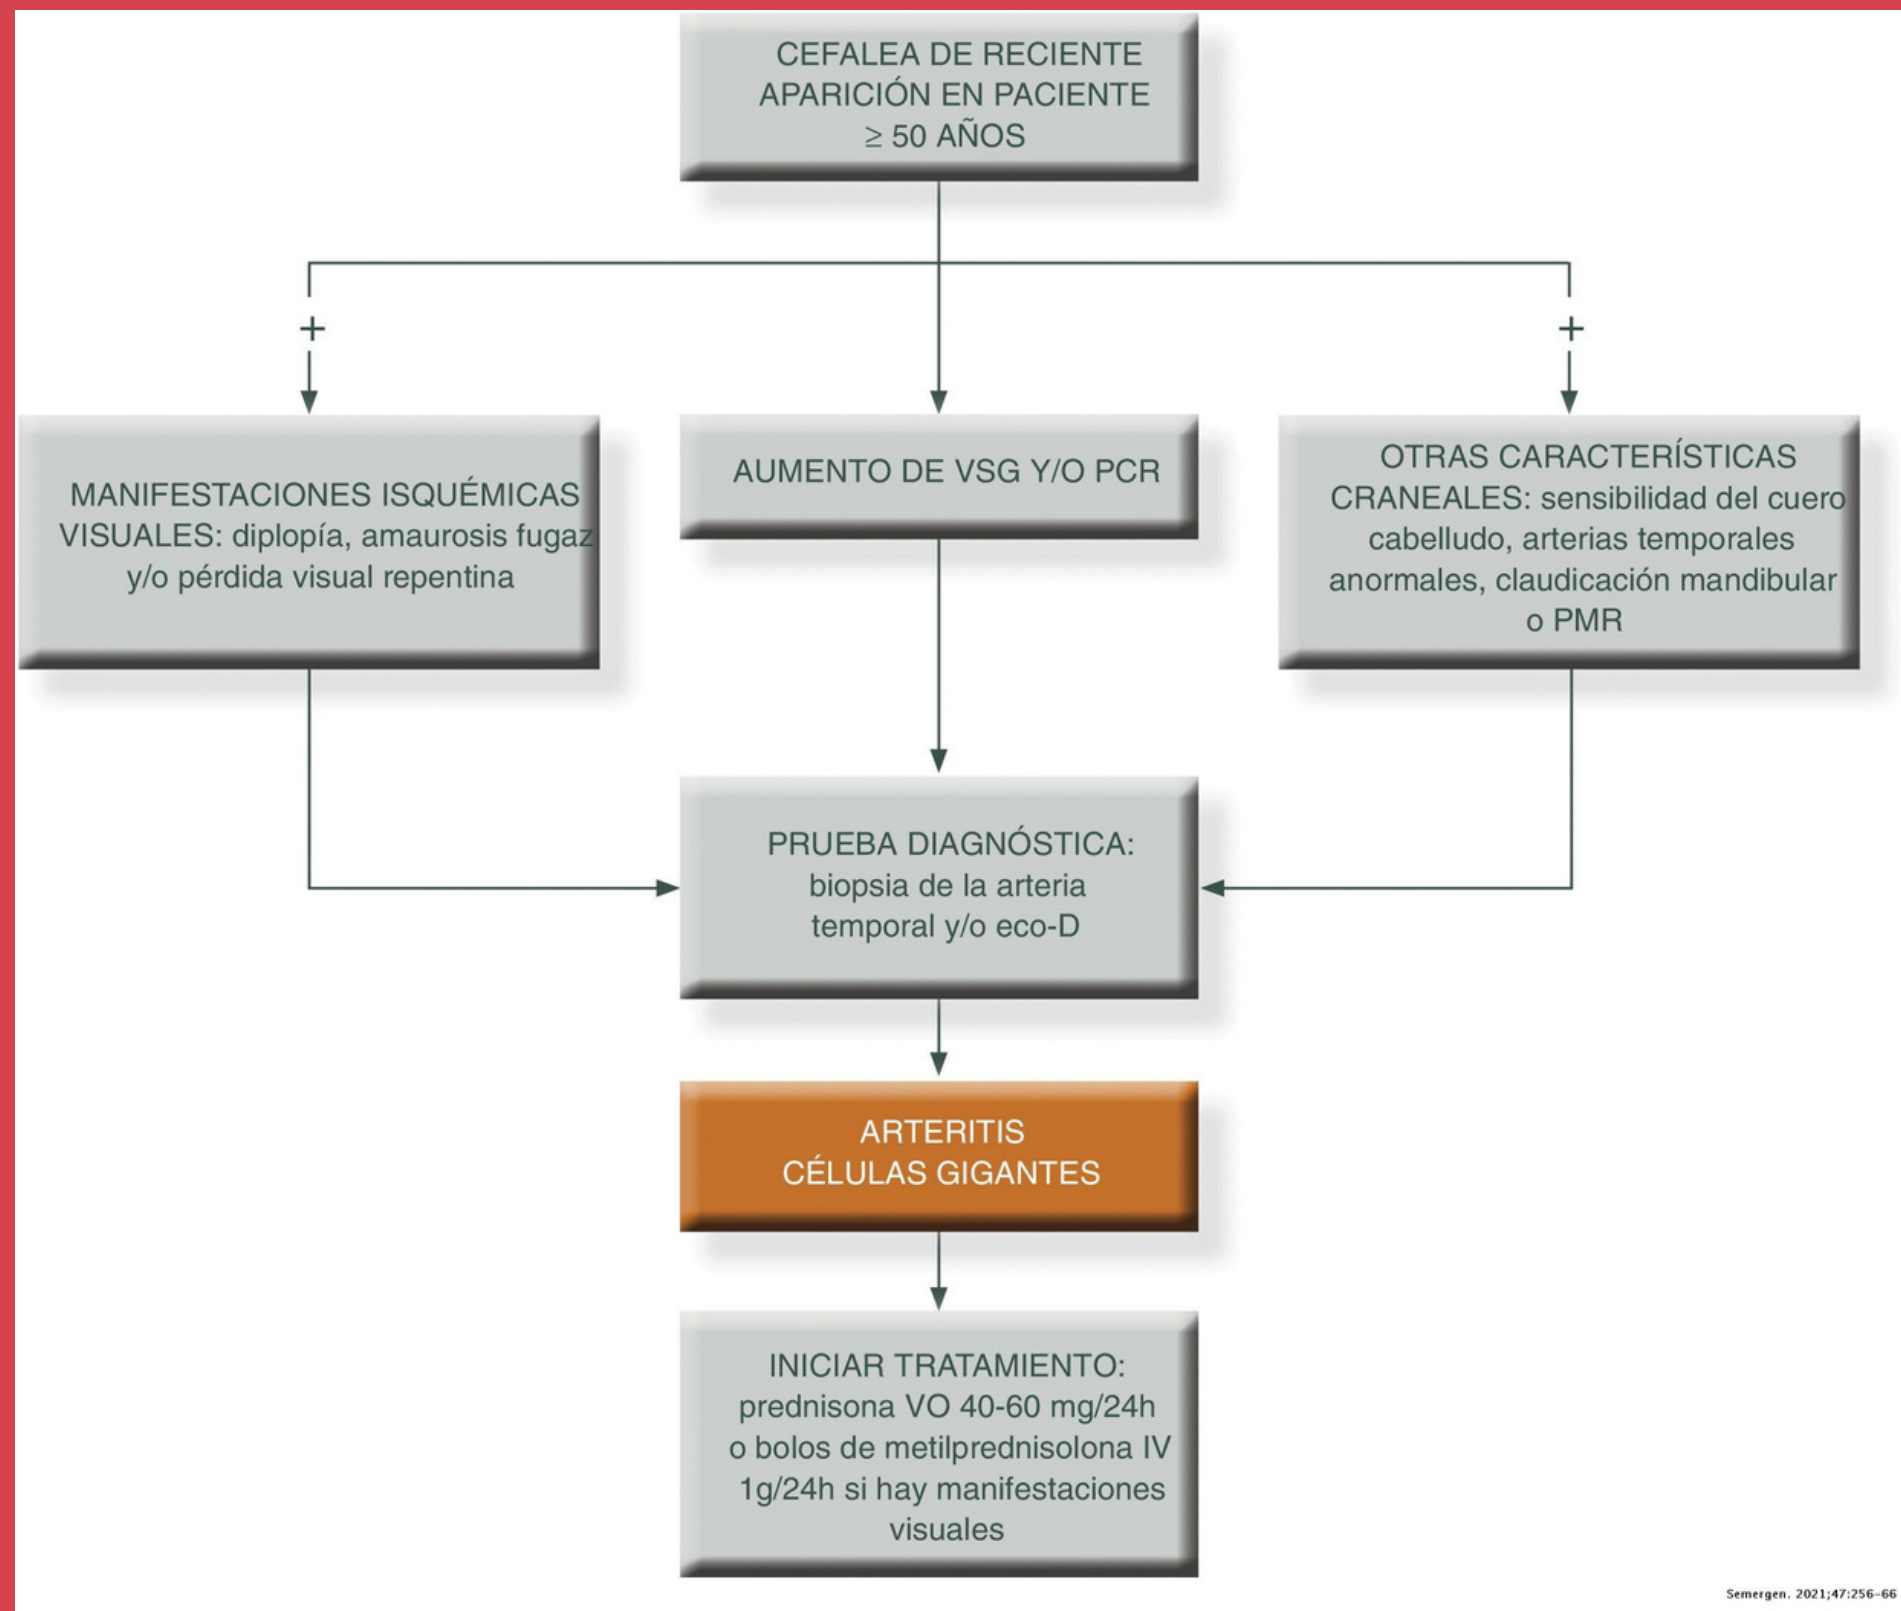 CEFALEA DE RECIENTE
APARICIÓN EN PACIENTE
≥ 50 AÑOS
+
+
MANIFESTACIONES ISQUÉMICAS
VISUALES: diplopía, amaurosis fugaz
y/o pérdida visual repentina
AUMENTO DE VSG Y/O PCR
OTRAS CARACTERÍSTICAS
CRANEALES: sensibilidad del cuero
cabelludo, arterias temporales
anormales, claudicación mandibular
o PMR
PRUEBA DIAGNÓSTICA:
biopsia de la arteria
temporal y/o eco-D
ARTERITIS
CÉLULAS GIGANTES
INICIAR TRATAMIENTO:
prednisona VO 40-60 mg/24h
o bolos de metilprednisolona IV
1g/24h si hay manifestaciones
visuales
Semergen. 2021;47:256-66